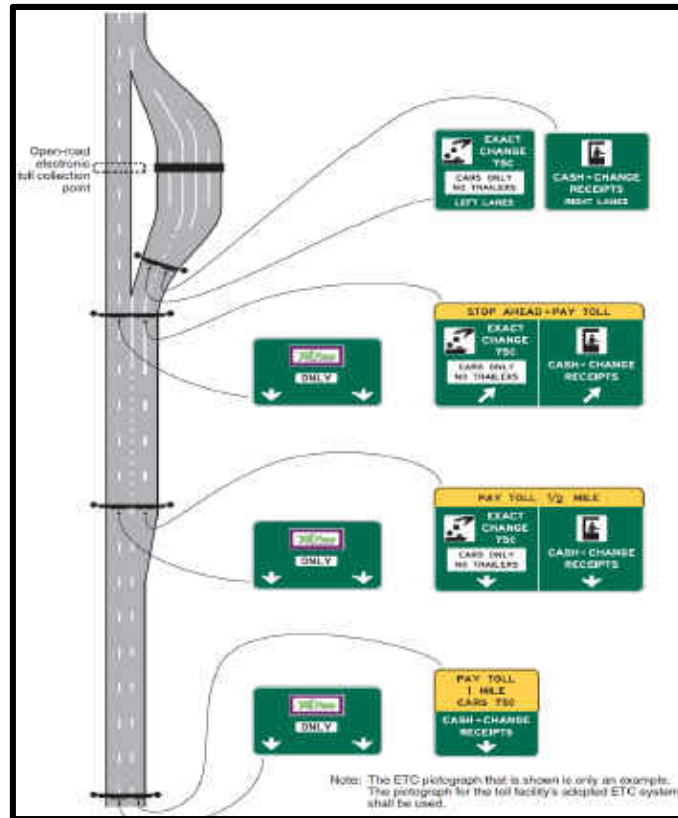 Open-road
electronic
toll collection
point
EXACT
CHANGE
75¢
CARS ONLY
NO TRAILERS
LEFT LANES
CASH - CHANGE
RECEIPTS
RIGHT LANES
STOP AHEAD - PAY TOLL
EXACT
CHANGE
75¢
CARS ONLY
NO TRAILERS
CASH - CHANGE
RECEIPTS
ONLY
PAY TOLL 1/2 MILE
EXACT
CHANGE
75¢
CARS ONLY
NO TRAILERS
CASH - CHANGE
RECEIPTS
ONLY
PAY TOLL
1 MILE
CARS 75¢
CASH - CHANGE
RECEIPTS
ONLY
Note: The ETC pictograph that is shown is only an example.
The pictograph for the toll facility's adopted ETC system
shall be used.